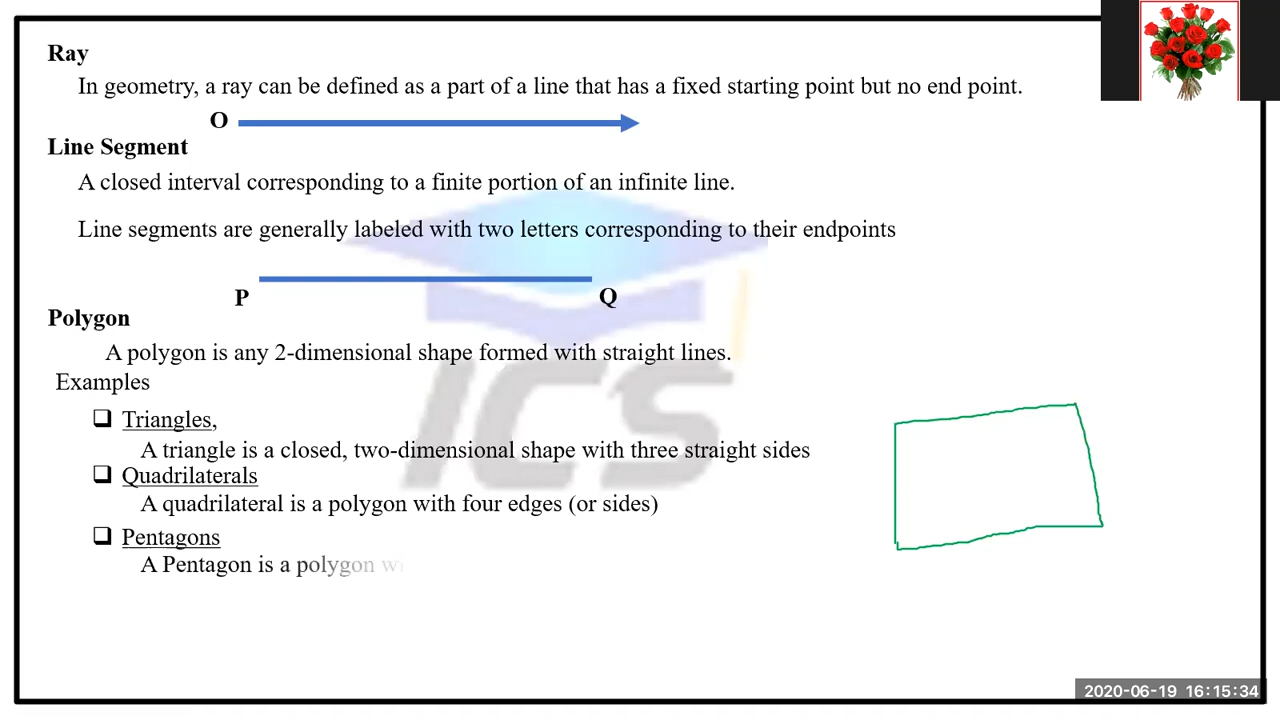 Ray
In geometry, a ray can be defined as a part of a line that has a fixed starting point but no end point.
O
Line Segment
A closed interval corresponding to a finite portion of an infinite line.
Line segments are generally labeled with two letters corresponding to their endpoints
P
Q
Polygon
A polygon is any 2-dimensional shape formed with straight lines.
Examples
Triangles,
A triangle is a closed, two-dimensional shape with three straight sides
Quadrilaterals
A quadrilateral is a polygon with four edges (or sides)
Pentagons
A Pentagon is a polygon
ICS
2020-06-19 16:15:34